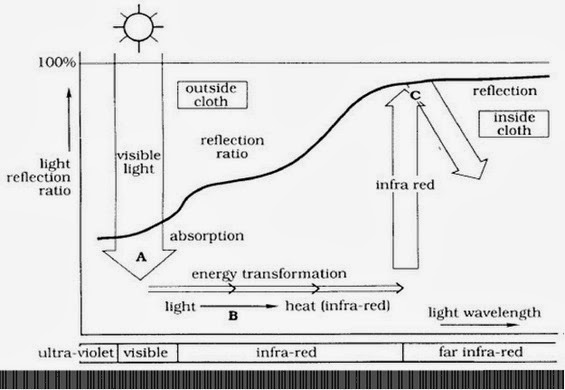 100%
outside
cloth
C
reflection
inside
cloth
reflection
ratio
light
reflection
ratio
visible
light
infra red
A
absorption
energy transformation
light
heat (infra-red)
B
light wavelength
ultra-violet
visible
infra-red
far infra-red